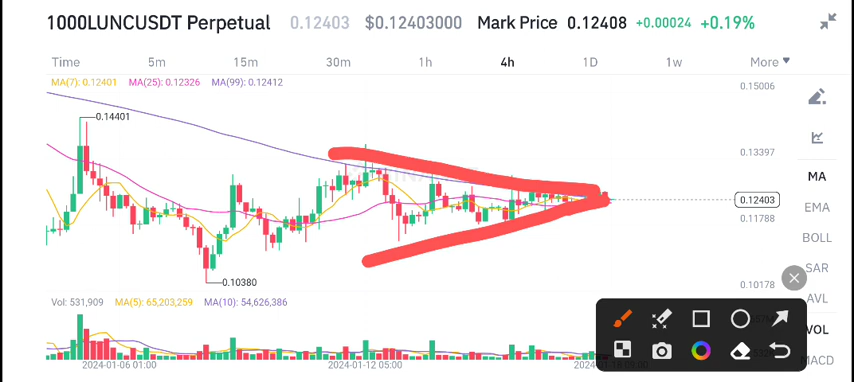 1000LUNCUSDT Perpetual 0.12403 $0.12403000 Mark Price 0.12408 +0.00024 +0.19%
Time 5m 15m 30m 1h 4h 1D 1w More
MA(7): 0.12401 MA(25): 0.12326 MA(99): 0.12412
0.15006
0.14401
0.13397
MA
0.12403
EMA
0.11788
BOLL
SAR
0.10380
0.10178
AVL
Vol: 531,909 MA(5): 65,203,259 MA(10): 54,626,386
VOL
MACD
2024-01-06 01:00 2024-01-12 05:00